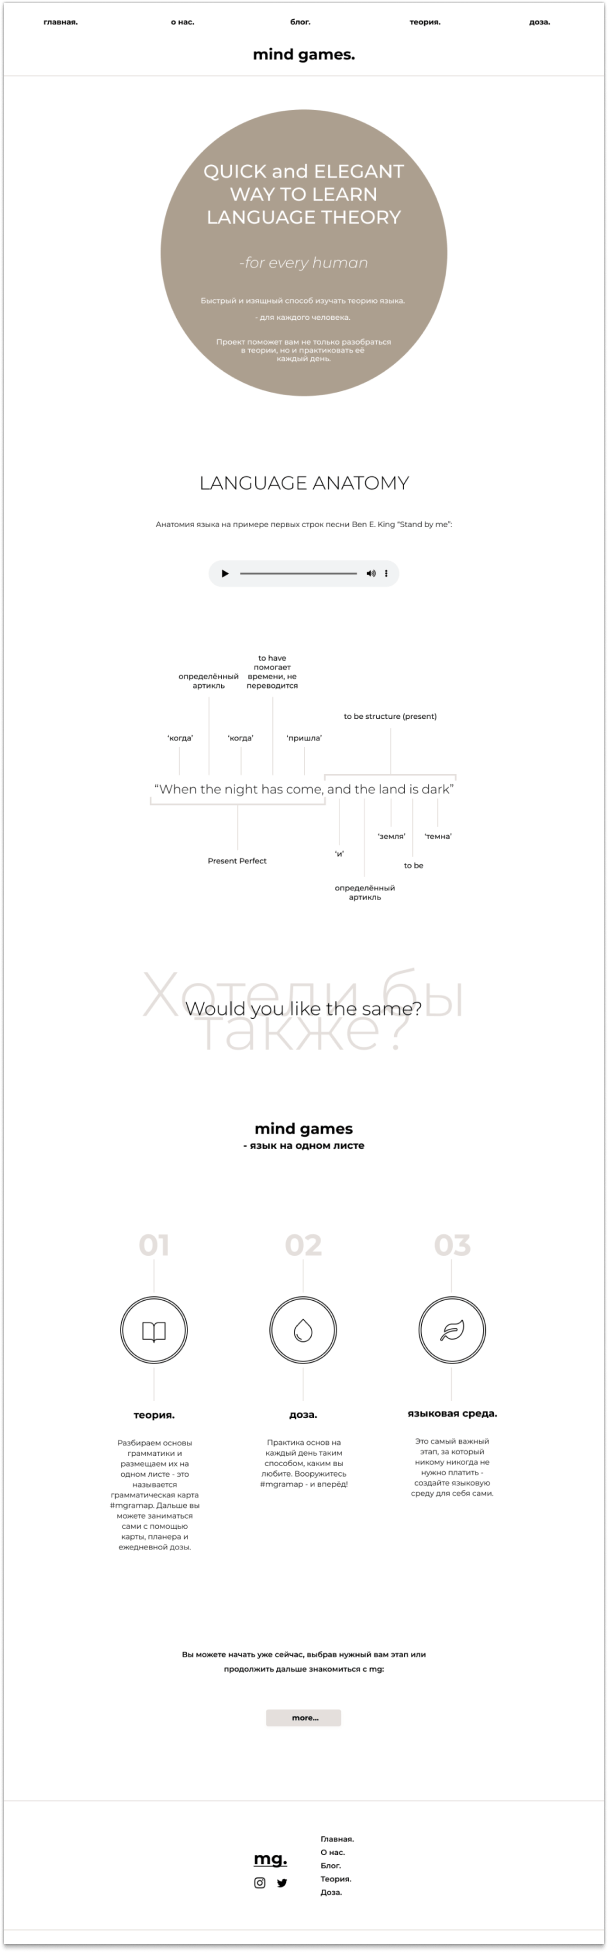 главная.
о нас.
блог.
теория.
доза.
mind games.
QUICK and ELEGANT
WAY TO LEARN
LANGUAGE THEORY
-for every human
Быстрый и изящный способ изучать теорию языка.
- для каждого человека.
Проект поможет вам не только разобраться
в теории, но и практиковать её
каждый день.
LANGUAGE ANATOMY
Анатомия языка на примере первых строк песни Ben E. King “Stand by me”:
to have
помогает
времени, не
переводится
определённый
артикль
to be structure (present)
‘когда’
‘когда’
‘пришла’
“When the night has come, and the land is dark”
‘земля’
‘темна’
‘и’
Present Perfect
to be
определённый
артикль
Хотели бы
также?
Would you like the same?
mind games
- язык на одном листе
01
02
03
теория.
доза.
языковая среда.
Разбираем основы
грамматики и
размещаем их на
одном листе - это
называется
грамматическая карта
#mgramap. Дальше вы
можете заниматься
сами с помощью
карты, планера и
ежедневной дозы.
Практика основ на
каждый день таким
способом, каким вы
любите. Вооружитесь
#mgramap - и вперёд!
Это самый важный
этап, за который
никому никогда не
нужно платить -
создайте языковую
среду для себя сами.
Вы можете начать уже сейчас, выбрав нужный вам этап или
продолжить дальше знакомиться с mg:
more...
mg.
Главная.
О нас.
Блог.
Теория.
Доза.